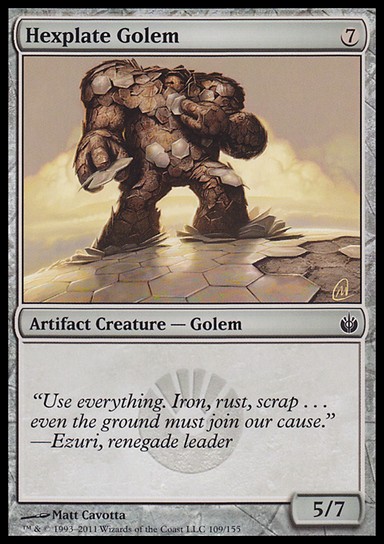 Hexplate Golem 7
Artifact Creature — Golem
“Use everything. Iron, rust, scrap . . .
even the ground must join our cause.”
—Ezuri, renegade leader
Matt Cavotta
5/7
™ & © 1993–2011 Wizards of the Coast LLC 109/155